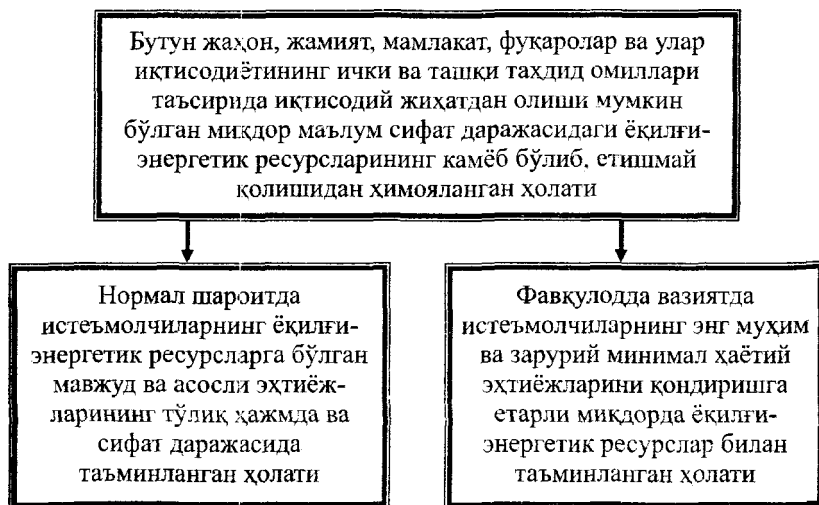 Бутун жаҳон, жамият, мамлакат, фуқаролар ва улар
иқтисодиётининг ички ва ташқи таҳдид омиллари
таъсирида иқтисодий жиҳатдан олиши мумкин
бўлган миқдор маълум сифат даражасидаги ёқилғи-
энергетик ресурсларининг камёб бўлиб, етишмай
қолишидан ҳимояланган ҳолати
Нормал шароитда
истеъмолчиларнинг ёқилғи-
энергетик ресурсларга бўлган
мавжуд ва асосли эҳтиёж-
ларининг тўлиқ ҳажмда ва
сифат даражасида
таъминланган ҳолати
Фавқулодда вазиятда
истеъмолчиларнинг энг муҳим
ва зарурий минимал ҳаётий
эҳтиёжларини қондиришга
етарли миқдорда ёқилғи-
энергетик ресурслар билан
таъминланган ҳолати